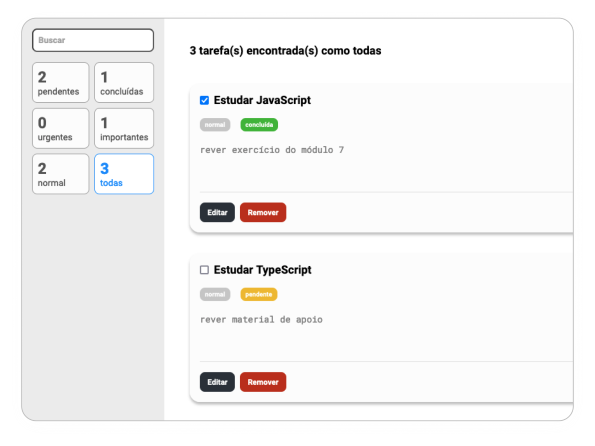 Buscar
2
pendentes
1
concluídas
0
urgentes
1
importantes
2
normal
3
todas
3 tarefa(s) encontrada(s) como todas
Estudar JavaScript
normal
concluída
rever exercício do módulo 7
Editar
Remover
Estudar TypeScript
normal
pendente
rever material de apoio
Editar
Remover